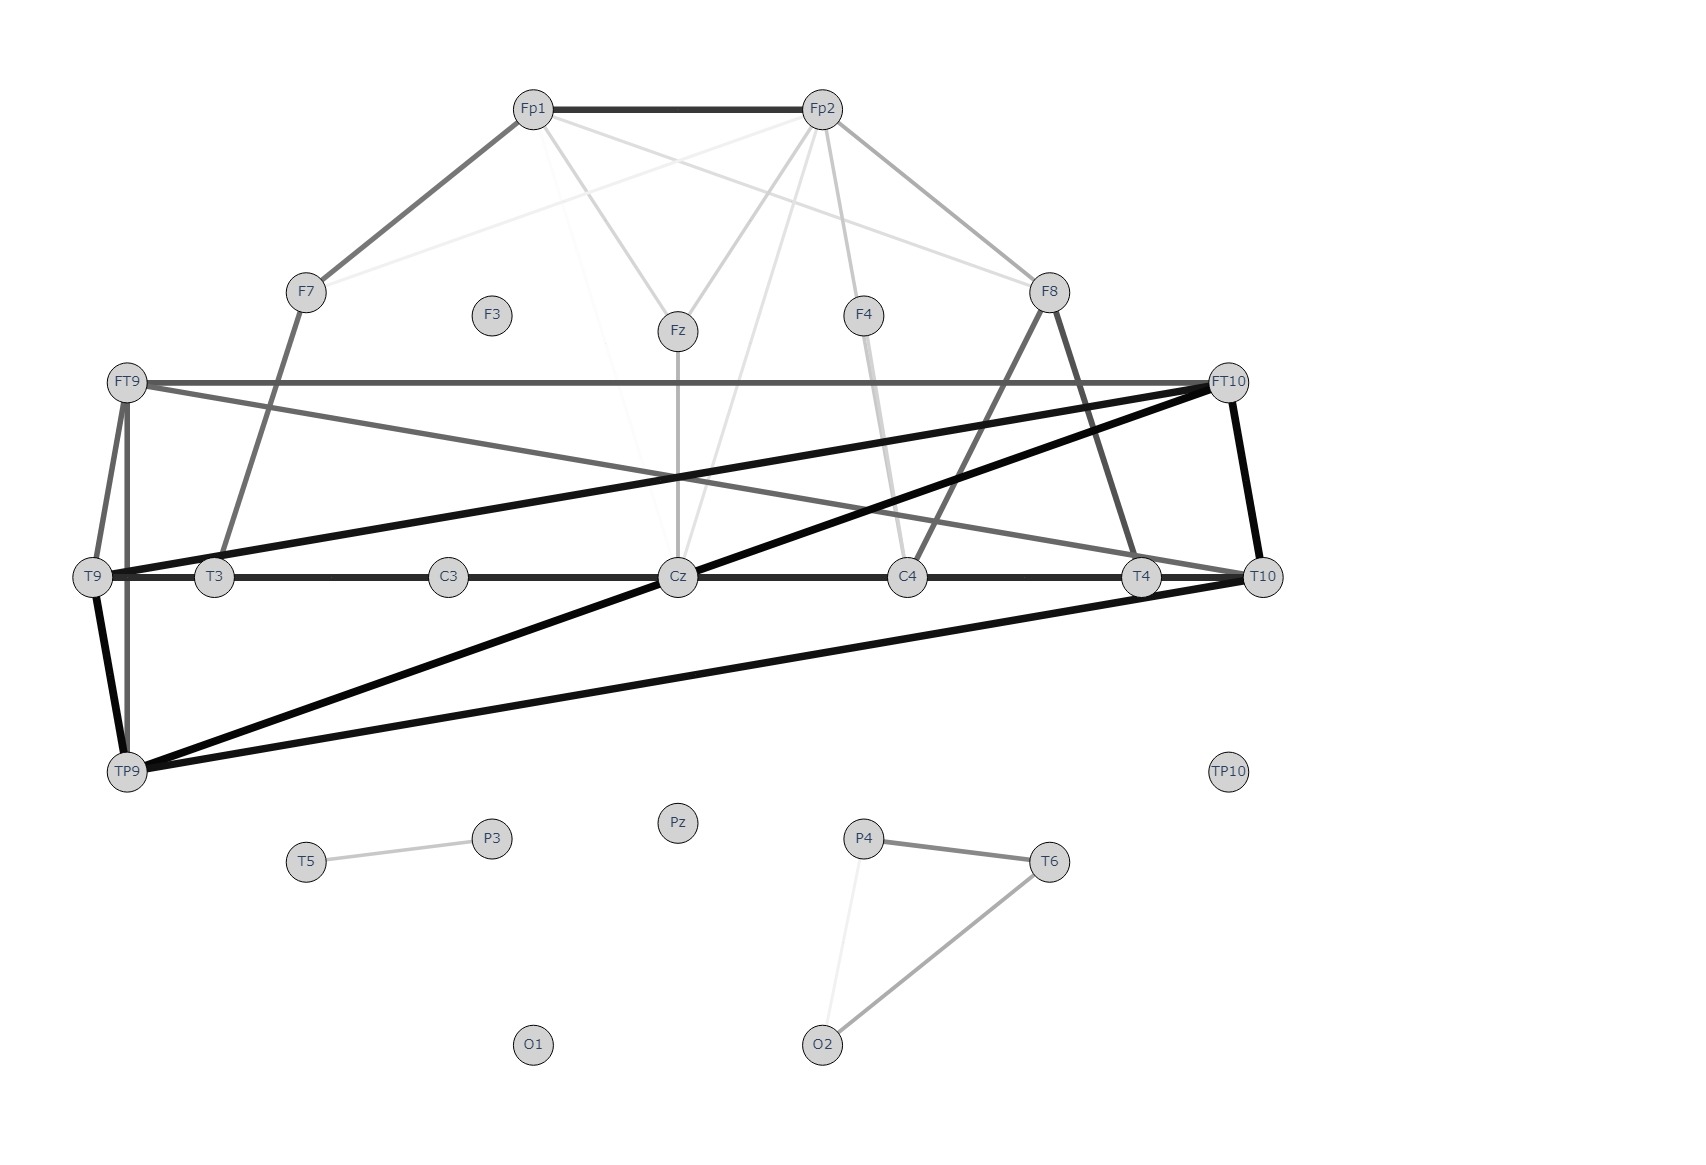 Fp1 Fp2
F7 F3 Fz F4 F8
FT9 FT10
T9 T3 C3 Cz C4 T4 T10
TP9 TP10
T5 P3 Pz P4 T6
O1 O2